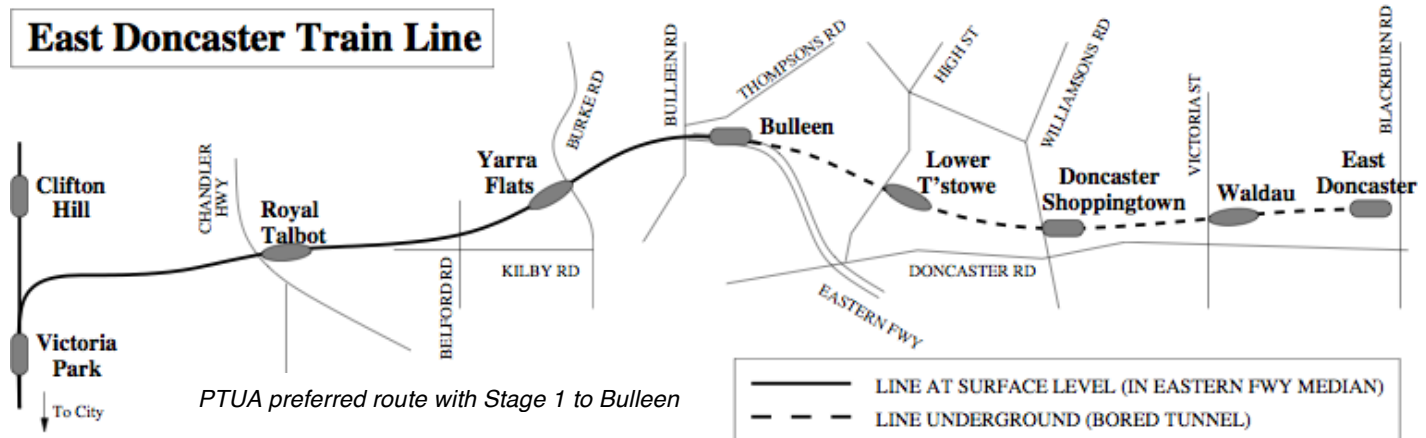 East Doncaster Train Line
Clifton
Hill
CHANDLER
HWY
Royal
Talbot
Victoria
Park
To City
BELFORD RD
KILBY RD
Yarra
Flats
BURKE RD
BULLEEN RD
THOMPSONS RD
Bulleen
EASTERN FWY
HIGH ST
Lower
T'stowe
DONCASTER RD
WILLIAMSONS RD
Doncaster
Shoppingtown
VICTORIA ST
Waldau
BLACKBURN RD
East
Doncaster
PTUA preferred route with Stage 1 to Bulleen
LINE AT SURFACE LEVEL (IN EASTERN FWY MEDIAN)
LINE UNDERGROUND (BORED TUNNEL)